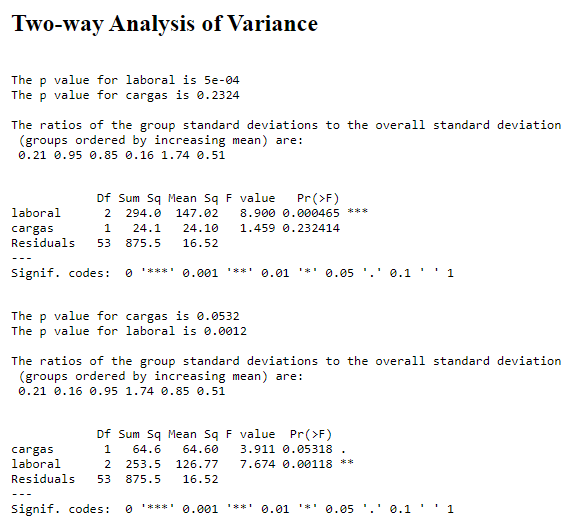 Two-way Analysis of Variance
The p value for laboral is 5e-04
The p value for cargas is 0.2324
The ratios of the group standard deviations to the overall standard deviation
(groups ordered by increasing mean) are:
0.21 0.95 0.85 0.16 1.74 0.51
Df Sum Sq Mean Sq F value Pr(>F)
laboral 2 294.0 147.02 8.900 0.000465 ***
cargas 1 24.1 24.10 1.459 0.232414
Residuals 53 875.5 16.52
---
Signif. codes: 0 '***' 0.001 '**' 0.01 '*' 0.05 '.' 0.1 ' ' 1
The p value for cargas is 0.0532
The p value for laboral is 0.0012
The ratios of the group standard deviations to the overall standard deviation
(groups ordered by increasing mean) are:
0.21 0.16 0.95 1.74 0.85 0.51
Df Sum Sq Mean Sq F value Pr(>F)
cargas 1 64.6 64.60 3.911 0.05318 .
laboral 2 253.5 126.77 7.674 0.00118 **
Residuals 53 875.5 16.52
---
Signif. codes: 0 '***' 0.001 '**' 0.01 '*' 0.05 '.' 0.1 ' ' 1